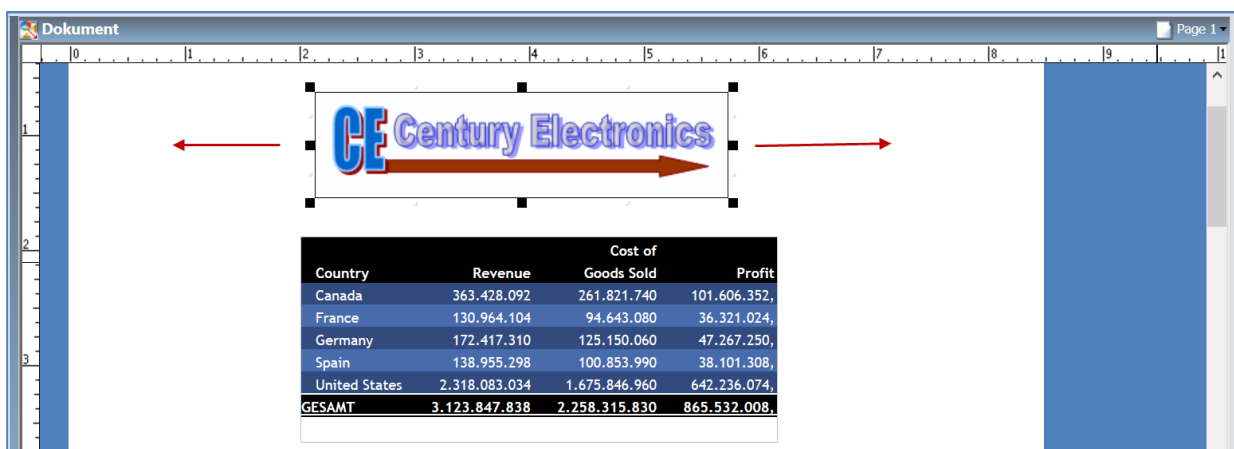 Dokument
Page 1
0 1 2 3 4 5 6 7 8 9 1
1
CE Century Electronics
2
Cost of
Country Revenue Goods Sold Profit
Canada 363.428.092 261.821.740 101.606.352,
France 130.964.104 94.643.080 36.321.024,
Germany 172.417.310 125.150.060 47.267.250,
3
Spain 138.955.298 100.853.990 38.101.308,
United States 2.318.083.034 1.675.846.960 642.236.074,
GESAMT 3.123.847.838 2.258.315.830 865.532.008,